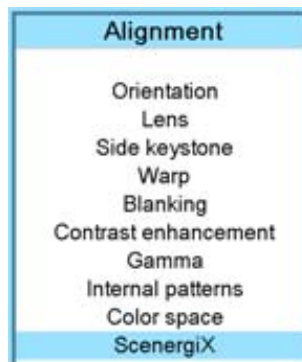 Alignment
Orientation
Lens
Side keystone
Warp
Blanking
Contrast enhancement
Gamma
Internal patterns
Color space
ScenergiX